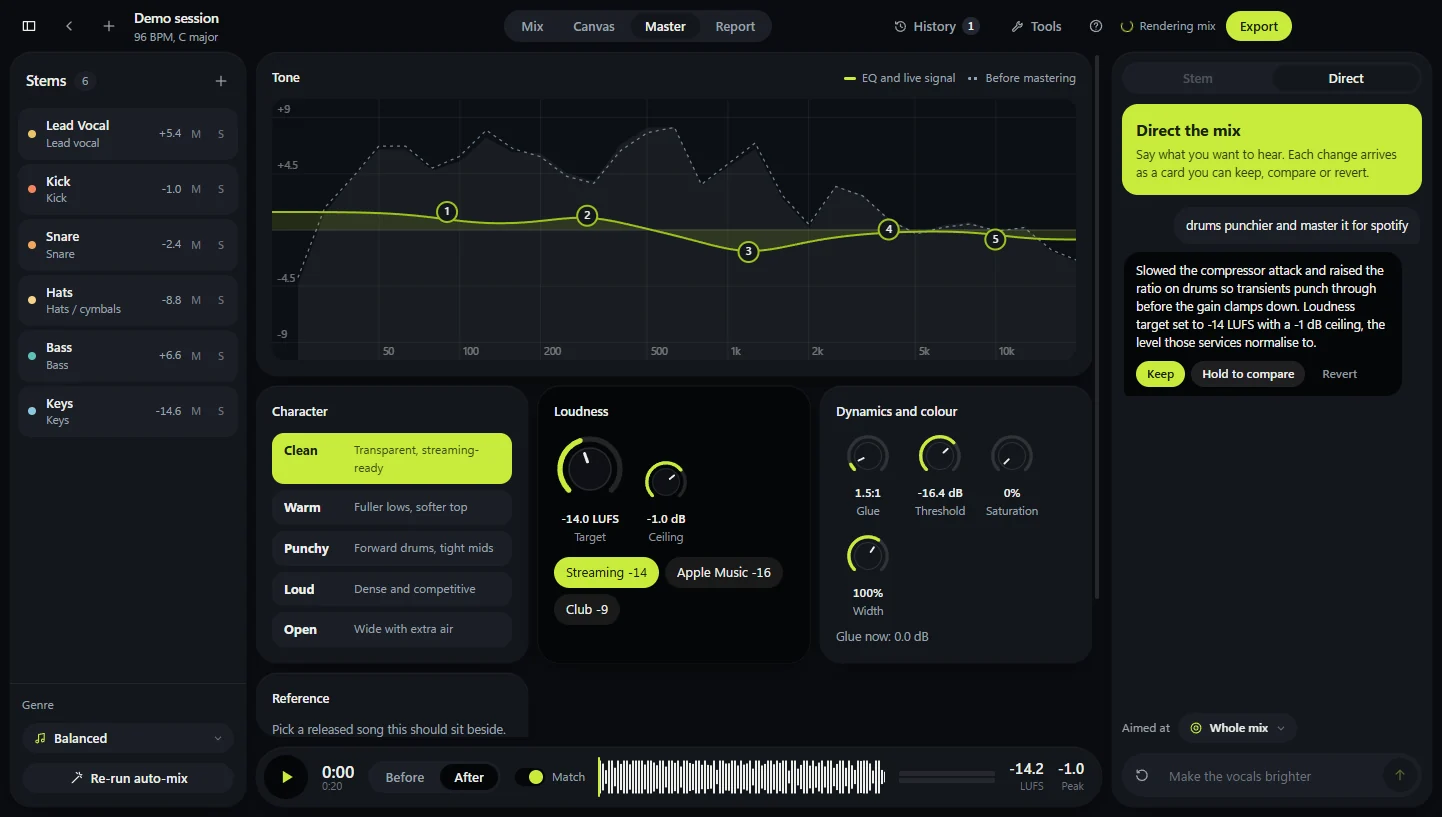 Demo session
96 BPM, C major
Mix
Canvas
Master
Report
History 1
Tools
Rendering mix
Export
Stems 6
Lead Vocal
Lead vocal
+5.4 M S
Kick
Kick
-1.0 M S
Snare
Snare
-2.4 M S
Hats
Hats / cymbals
-8.8 M S
Bass
Bass
+6.6 M S
Keys
Keys
-14.6 M S
Genre
Balanced
Re-run auto-mix
Tone
EQ and live signal
Before mastering
+9
+4.5
-4.5
-9
1
2
3
4
5
50 100 200 500 1k 2k 5k 10k
Character
Clean Transparent, streaming-
ready
Warm Fuller lows, softer top
Punchy Forward drums, tight mids
Loud Dense and competitive
Open Wide with extra air
Loudness
-14.0 LUFS
Target
-1.0 dB
Ceiling
Streaming -14
Apple Music -16
Club -9
Dynamics and colour
1.5:1
Glue
-16.4 dB
Threshold
0%
Saturation
100%
Width
Glue now: 0.0 dB
Reference
Pick a released song this should sit beside.
0:00
0:20
Before
After
Match
-14.2
LUFS
-1.0
Peak
Stem
Direct
Direct the mix
Say what you want to hear. Each change arrives
as a card you can keep, compare or revert.
drums punchier and master it for spotify
Slowed the compressor attack and raised the
ratio on drums so transients punch through
before the gain clamps down. Loudness
target set to -14 LUFS with a -1 dB ceiling, the
level those services normalise to.
Keep
Hold to compare
Revert
Aimed at
Whole mix
Make the vocals brighter